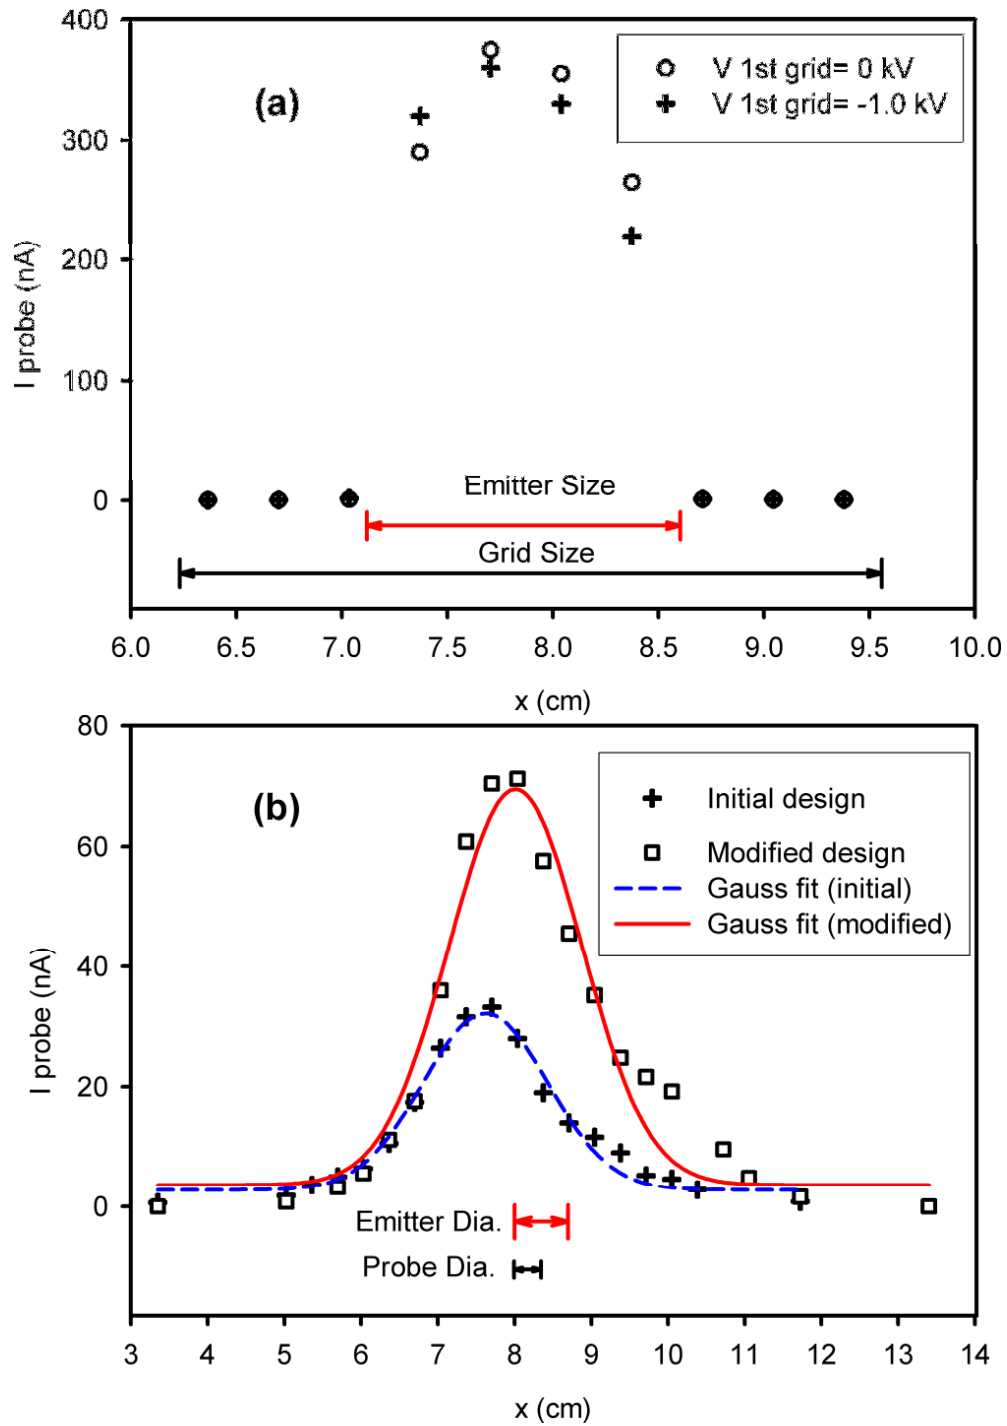 400
(a)
V 1st grid= 0 kV
V 1st grid= -1.0 kV
300
I probe (nA)
200
100
0
Emitter Size
Grid Size
6.0 6.5 7.0 7.5 8.0 8.5 9.0 9.5 10.0
x (cm)
80
(b)
Initial design
Modified design
Gauss fit (initial)
Gauss fit (modified)
60
I probe (nA)
40
20
0
Emitter Dia.
Probe Dia.
3 4 5 6 7 8 9 10 11 12 13 14
x (cm)